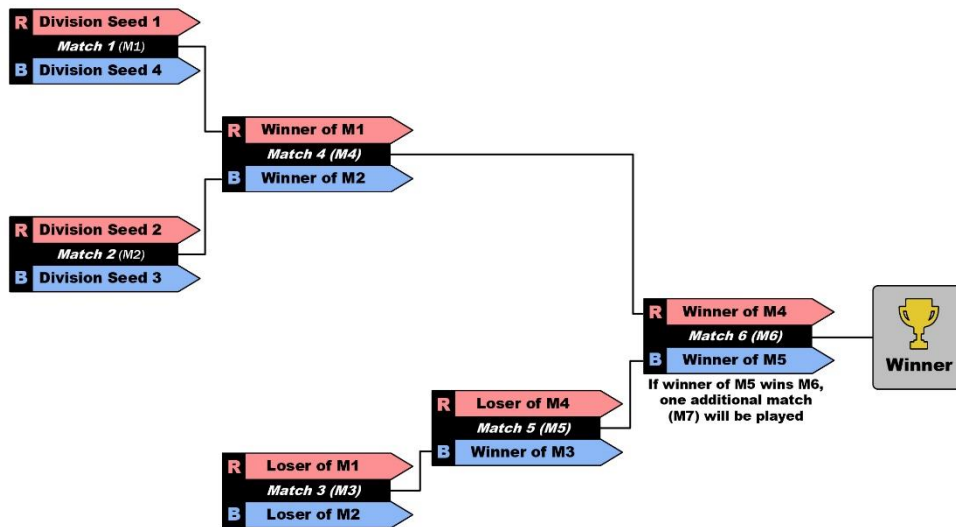 R Division Seed 1
Match 1 (M1)
B Division Seed 4
R Winner of M1
Match 4 (M4)
B Winner of M2
R Division Seed 2
Match 2 (M2)
B Division Seed 3
R Winner of M4
Match 6 (M6)
B Winner of M5
If winner of M5 wins M6,
one additional match
(M7) will be played
Winner
R Loser of M4
Match 5 (M5)
B Winner of M3
R Loser of M1
Match 3 (M3)
B Loser of M2